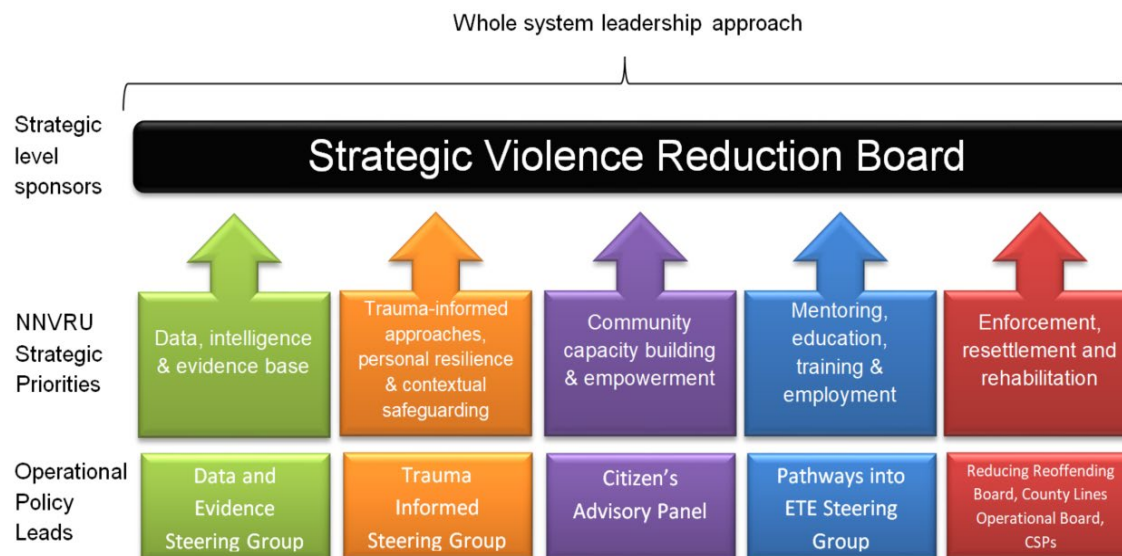 Whole system leadership approach
Strategic
level
sponsors
Strategic Violence Reduction Board
NNVRU
Strategic
Priorities
Data, intelligence
& evidence base
Trauma-informed
approaches,
personal resilience
& contextual
safeguarding
Community
capacity building
& empowerment
Mentoring,
education,
training &
employment
Enforcement,
resettlement and
rehabilitation
Operational
Policy
Leads
Data and
Evidence
Steering Group
Trauma
Informed
Steering Group
Citizen's
Advisory Panel
Pathways into
ETE Steering
Group
Reducing Reoffending
Board, County Lines
Operational Board,
CSPs